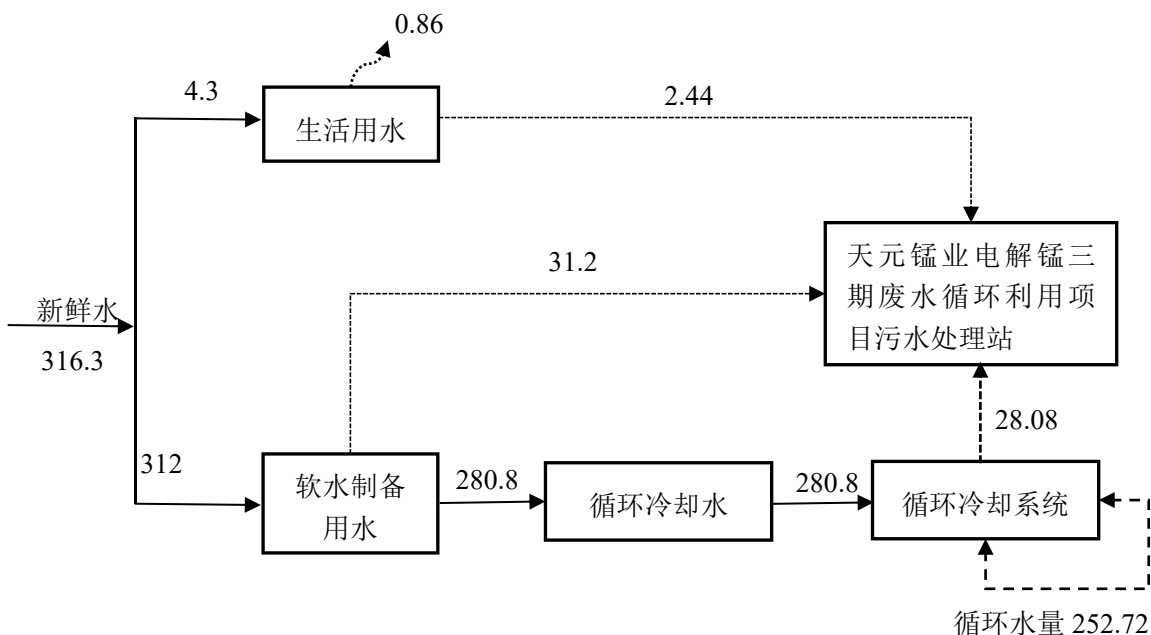 0.86
4.3
生活用水
2.44
天元锰业电解锰三
期废水循环利用项
目污水处理站
31.2
新鲜水
316.3
28.08
312
软水制备
用水
280.8
循环冷却水
280.8
循环冷却系统
循环水量 252.72